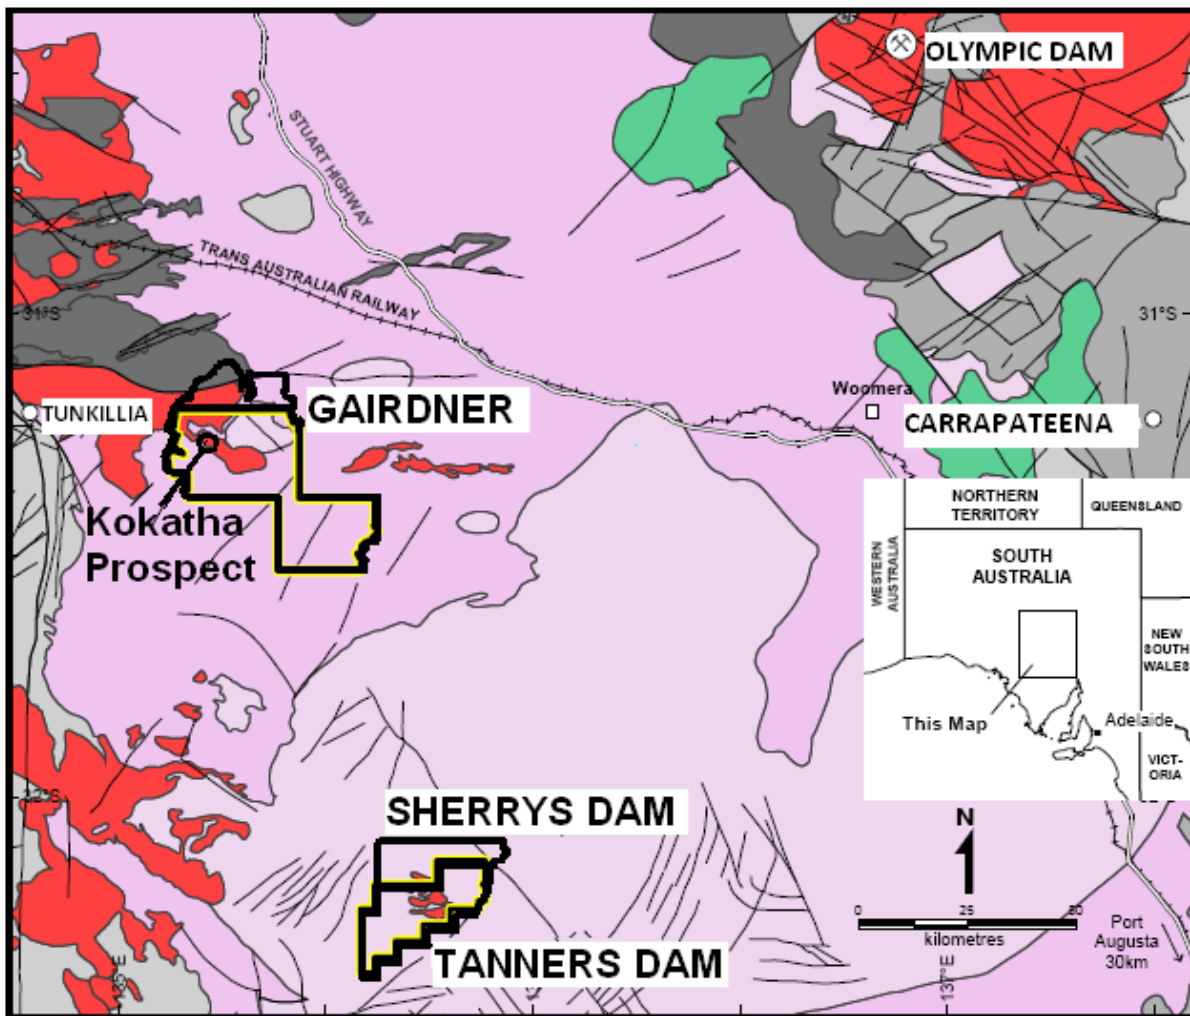 OLYMPIC DAM
STUART HIGHWAY
TRANS AUSTRALIAN RAILWAY
31°S
31°S
Woomera
TUNKILLIA
GAIRDNER
CARRAPATEENA
Kokatha
Prospect
NORTHERN
TERRITORY
QUEENSLAND
WESTERN
AUSTRALIA
SOUTH
AUSTRALIA
NEW
SOUTH
WALES
This Map
Adelaide
VICT-
ORIA
SHERRYS DAM
N
0
25
kilometres
Port
Augusta
30km
TANNERS DAM
137°E